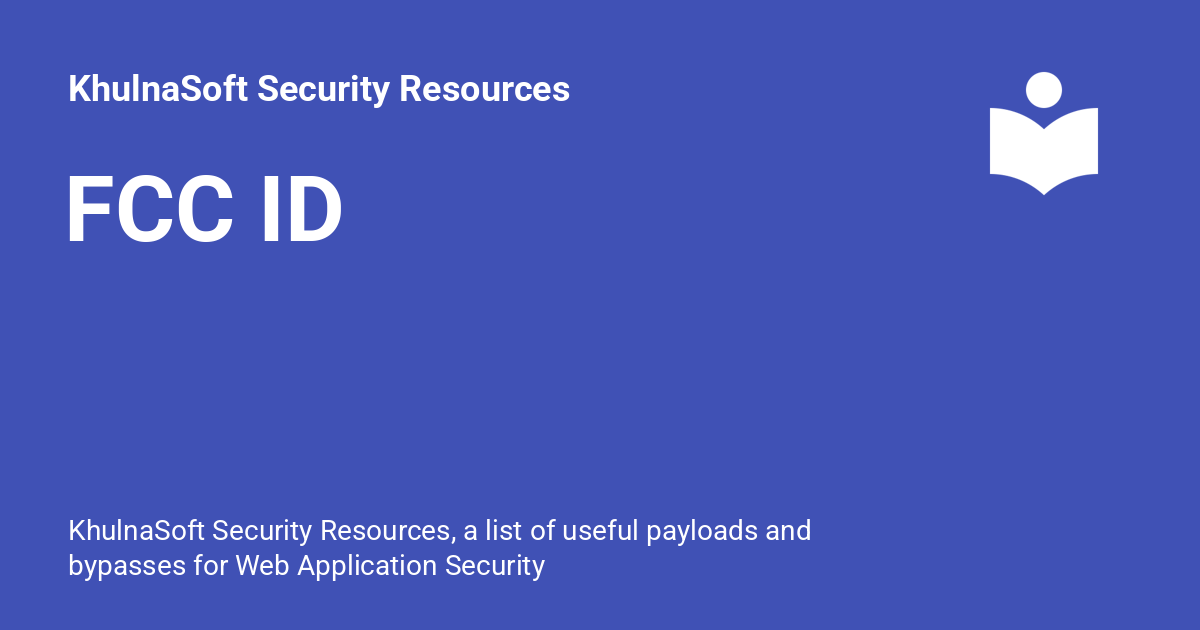 KhulnaSoft Security Resources
FCC ID
KhulnaSoft Security Resources, a list of useful payloads and
bypasses for Web Application Security